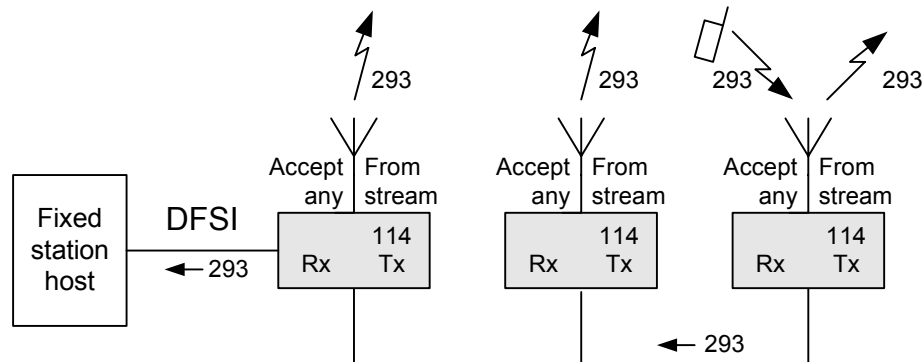 293
293
293
293
Accept any
From stream
Accept any
From stream
Accept any
From stream
Fixed
station
host
DFSI
293
114
Rx
Tx
114
Rx
Tx
114
Rx
Tx
293